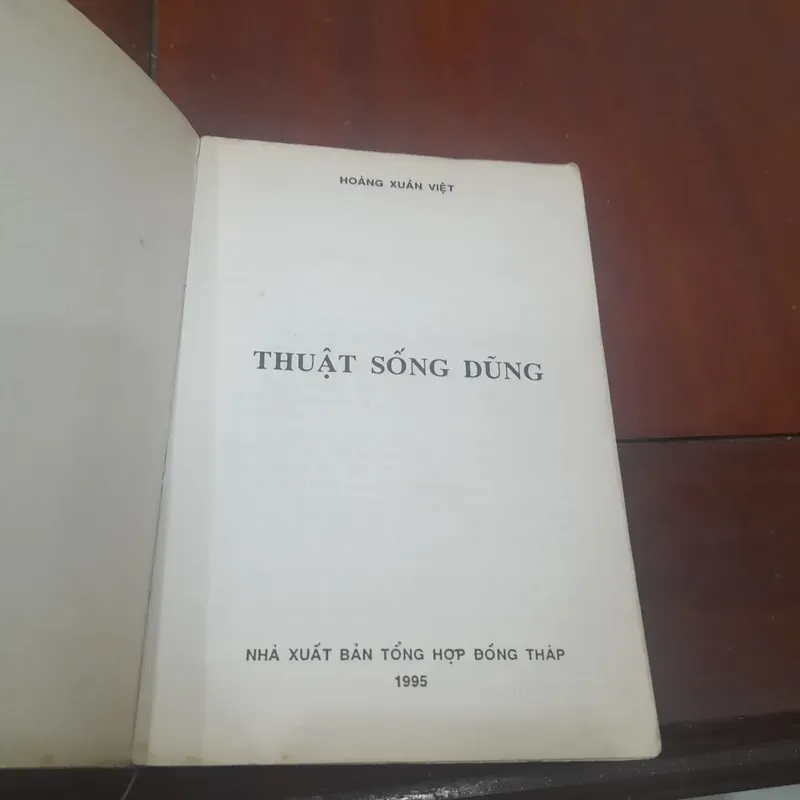 HOÀNG XUÂN VIỆT
THUẬT SỐNG DŨNG
NHÀ XUẤT BẢN TỔNG HỢP ĐỒNG THÁP
1995